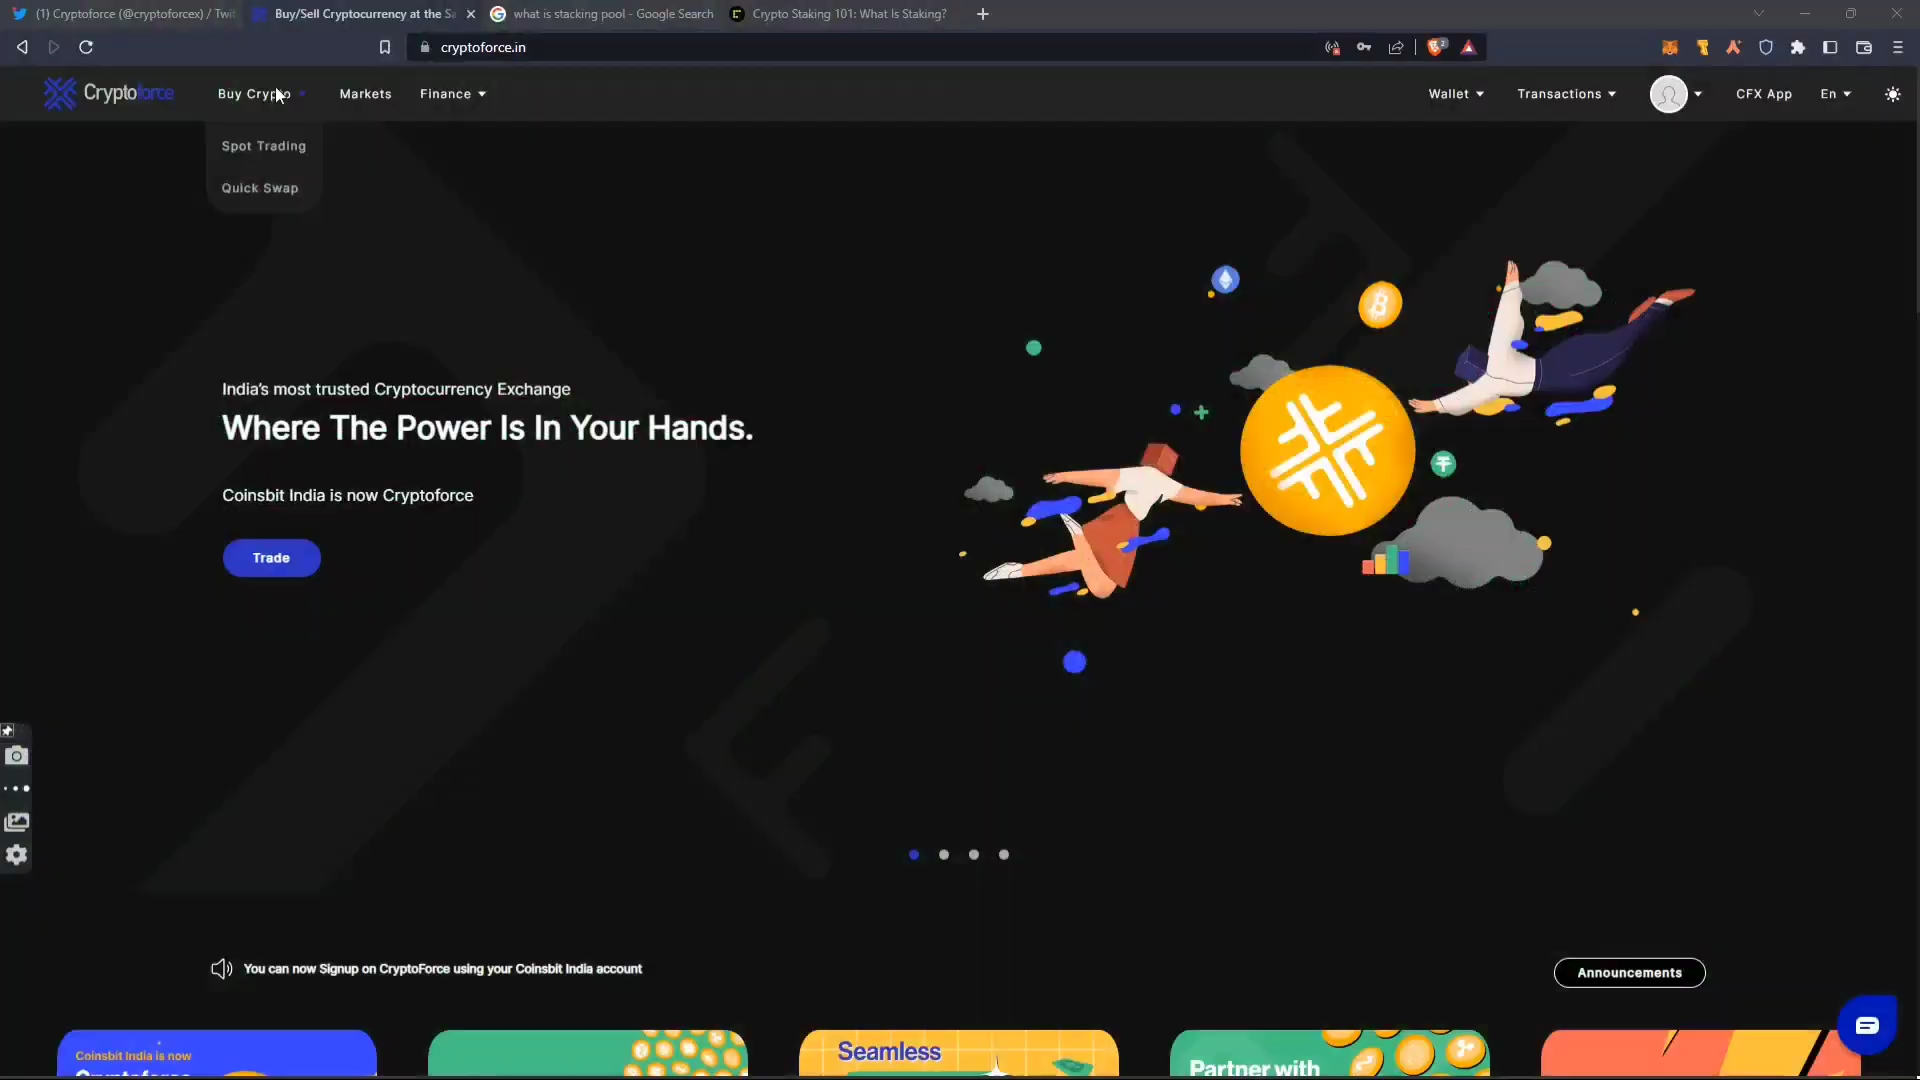 (1) Cryptoforce (@cryptoforcex) / Twit
Buy/Sell Cryptocurrency at the Sa
what is stacking pool - Google Search
Crypto Staking 101: What Is Staking?
cryptoforce.in
2
Cryptoforce
Buy Crypto
Markets
Finance
Wallet
Transactions
CFX App
En
Spot Trading
Quick Swap
India's most trusted Cryptocurrency Exchange
Where The Power Is In Your Hands.
Coinsbit India is now Cryptoforce
Trade
You can now Signup on CryptoForce using your Coinsbit India account
Announcements
Coinsbit India is now
Cryptoforce
Seamless
Partner with